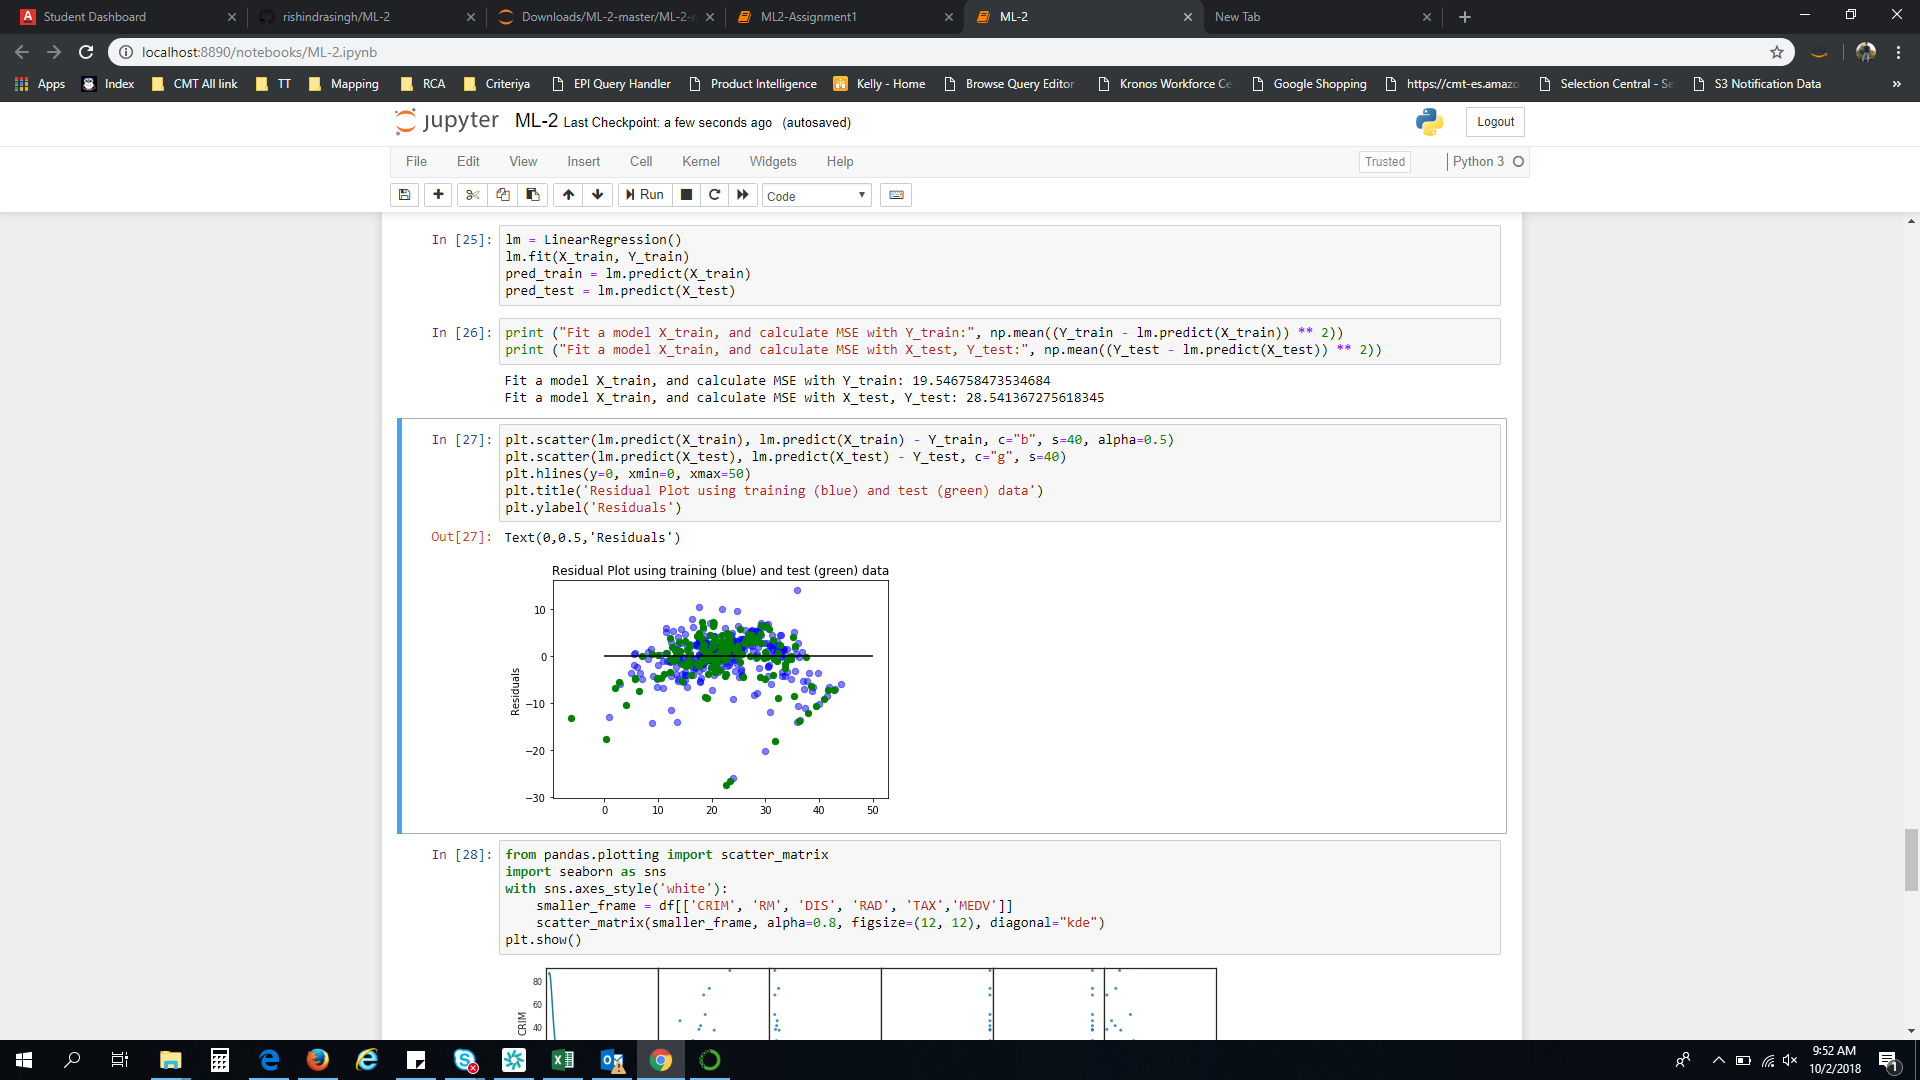 Student Dashboard
rishindrasingh/ML-2
Downloads/ML-2-master/ML-2-
ML2-Assignment1
ML-2
New Tab
localhost:8890/notebooks/ML-2.ipynb
Apps
Index
CMT All link
TT
Mapping
RCA
Criteriya
EPI Query Handler
Product Intelligence
Kelly - Home
Browse Query Editor
Kronos Workforce Ce
Google Shopping
https://cmt-es.amazo
Selection Central - Se
S3 Notification Data
»
jupyter ML-2 Last Checkpoint: a few seconds ago (autosaved)
Logout
File Edit View Insert Cell Kernel Widgets Help
Trusted
Python 3
Run
Code
In [25]: lm = LinearRegression()
lm.fit(X_train, Y_train)
pred_train = lm.predict(X_train)
pred_test = lm.predict(X_test)
In [26]: print ("Fit a model X_train, and calculate MSE with Y_train:", np.mean((Y_train - lm.predict(X_train)) ** 2))
print ("Fit a model X_train, and calculate MSE with X_test, Y_test:", np.mean((Y_test - lm.predict(X_test)) ** 2))
Fit a model X_train, and calculate MSE with Y_train: 19.546758473534684
Fit a model X_train, and calculate MSE with X_test, Y_test: 28.541367275618345
In [27]: plt.scatter(lm.predict(X_train), lm.predict(X_train) - Y_train, c="b", s=40, alpha=0.5)
plt.scatter(lm.predict(X_test), lm.predict(X_test) - Y_test, c="g", s=40)
plt.hlines(y=0, xmin=0, xmax=50)
plt.title('Residual Plot using training (blue) and test (green) data')
plt.ylabel('Residuals')
Out[27]: Text(0,0.5,'Residuals')
Residual Plot using training (blue) and test (green) data
10
0
−10
−20
−30
Residuals
0 10 20 30 40 50
In [28]: from pandas.plotting import scatter_matrix
import seaborn as sns
with sns.axes_style('white'):
smaller_frame = df[['CRIM', 'RM', 'DIS', 'RAD', 'TAX','MEDV']]
scatter_matrix(smaller_frame, alpha=0.8, figsize=(12, 12), diagonal="kde")
plt.show()
80
60
40
CRIM
9:52 AM
10/2/2018
1